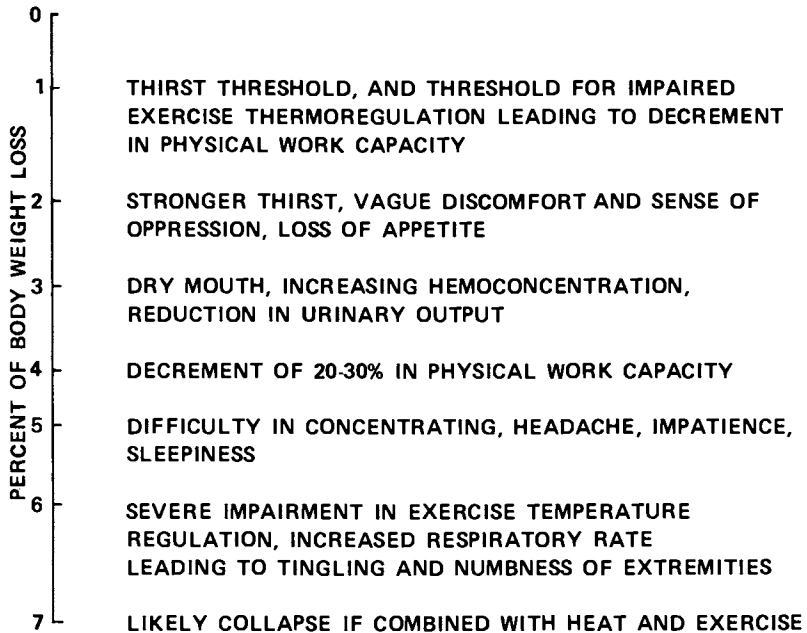 0
1 THIRST THRESHOLD, AND THRESHOLD FOR IMPAIRED
EXERCISE THERMOREGULATION LEADING TO DECREMENT
IN PHYSICAL WORK CAPACITY
2 STRONGER THIRST, VAGUE DISCOMFORT AND SENSE OF
OPPRESSION, LOSS OF APPETITE
3 DRY MOUTH, INCREASING HEMOCONCENTRATION,
REDUCTION IN URINARY OUTPUT
4 DECREMENT OF 20-30% IN PHYSICAL WORK CAPACITY
5 DIFFICULTY IN CONCENTRATING, HEADACHE, IMPATIENCE,
SLEEPINESS
6 SEVERE IMPAIRMENT IN EXERCISE TEMPERATURE
REGULATION, INCREASED RESPIRATORY RATE
LEADING TO TINGLING AND NUMBNESS OF EXTREMITIES
7 LIKELY COLLAPSE IF COMBINED WITH HEAT AND EXERCISE
PERCENT OF BODY WEIGHT LOSS